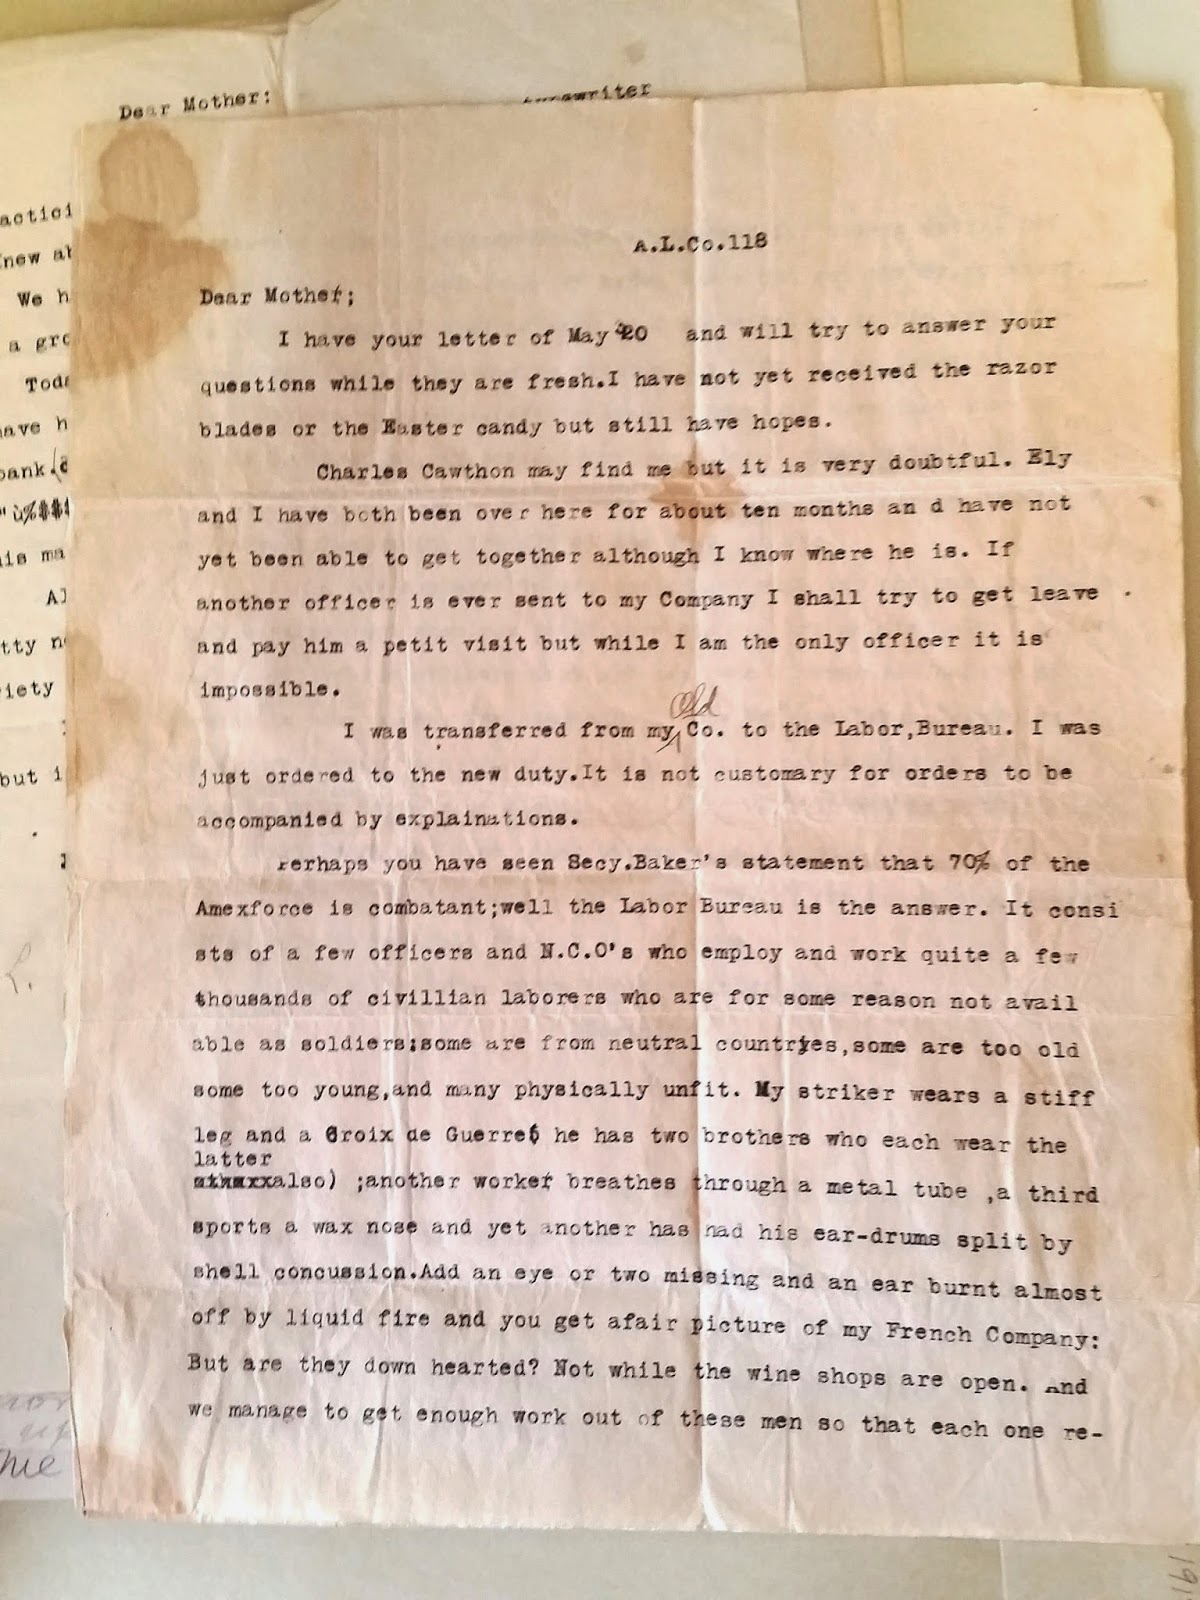 Dear Mother:
A.L.Co.118
Dear Mother;
I have your letter of May 20 and will try to answer your
questions while they are fresh.I have not yet received the razor
blades or the Easter candy but still have hopes.
Charles Cawthon may find me but it is very doubtful. Ely
and I have both been over here for about ten months an d have not
yet been able to get together although I know where he is. If
another officer is ever sent to my Company I shall try to get leave
and pay him a petit visit but while I am the only officer it is
impossible.
Old
I was transferred from my Co. to the Labor,Bureau. I was
just ordered to the new duty.It is not customary for orders to be
accompanied by explainations.
Perhaps you have seen Secy.Baker's statement that 70% of the
Amexforce is combatant;well the Labor Bureau is the answer. It consi
sts of a few officers and N.C.O's who employ and work quite a few
thousands of civillian laborers who are for some reason not avail
able as soldiers;some are from neutral countries,some are too old
some too young,and many physically unfit. My striker wears a stiff
leg and a Croix de Guerre( he has two brothers who each wear the
latter
also) ;another worker breathes through a metal tube ,a third
sports a wax nose and yet another has had his ear-drums split by
shell concussion.Add an eye or two missing and an ear burnt almost
off by liquid fire and you get afair picture of my French Company:
But are they down hearted? Not while the wine shops are open. And
we manage to get enough work out of these men so that each one re-